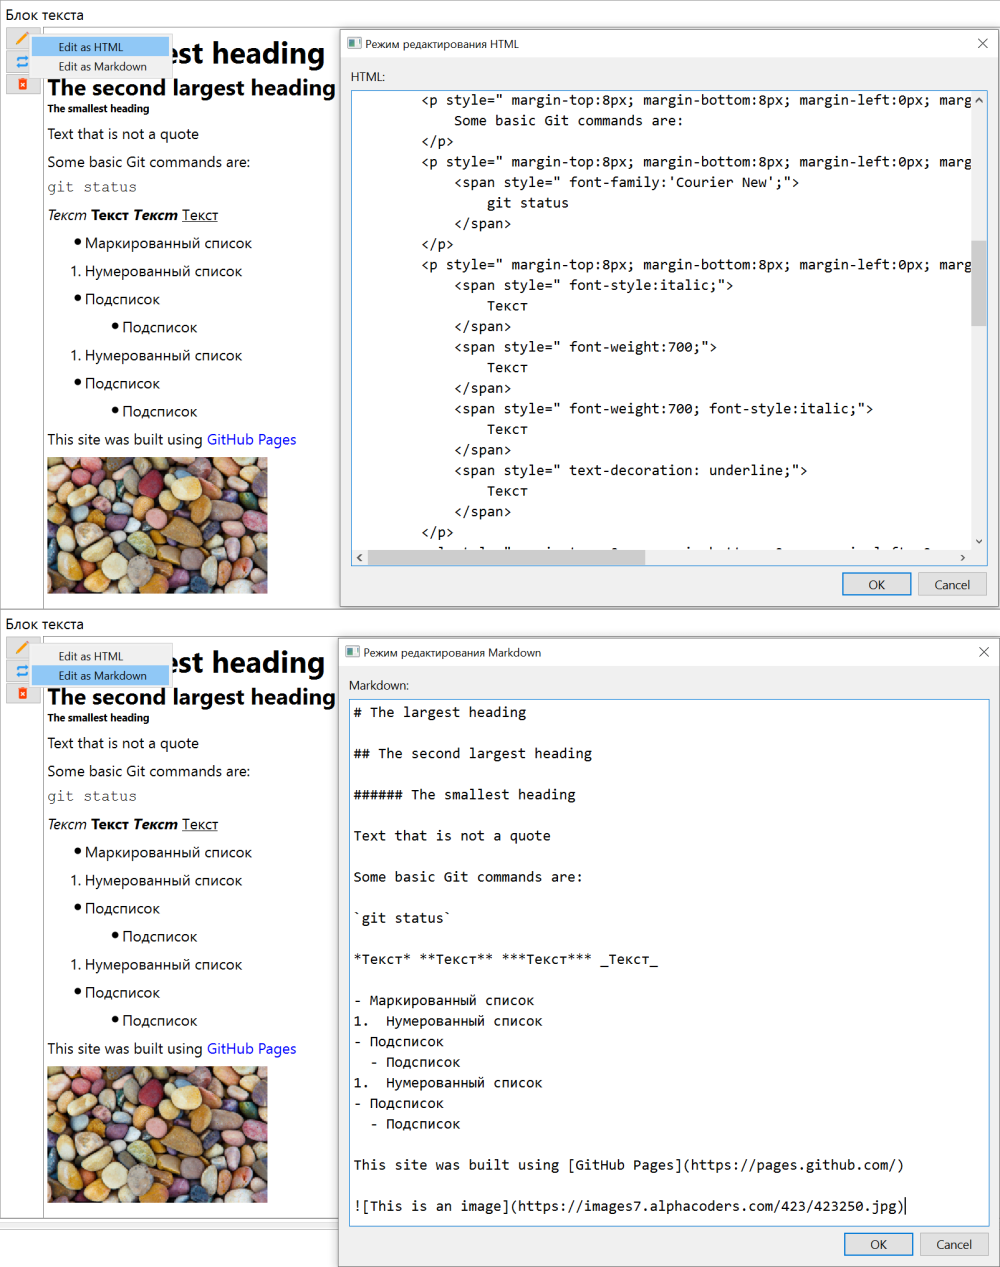 Блок текста
Edit as HTML
Edit as Markdown
est heading
The second largest heading
The smallest heading
Text that is not a quote
Some basic Git commands are:
git status
Текст Текст Текст Текст
Маркированный список
1. Нумерованный список
Подсписок
Подсписок
1. Нумерованный список
Подсписок
Подсписок
This site was built using GitHub Pages
Режим редактирования HTML
HTML:
<p style=" margin-top:8px; margin-bottom:8px; margin-left:0px; marg
Some basic Git commands are:
</p>
<p style=" margin-top:8px; margin-bottom:8px; margin-left:0px; marg
<span style=" font-family:'Courier New';">
git status
</span>
</p>
<p style=" margin-top:8px; margin-bottom:8px; margin-left:0px; marg
<span style=" font-style:italic;">
Текст
</span>
<span style=" font-weight:700;">
Текст
</span>
<span style=" font-weight:700; font-style:italic;">
Текст
</span>
<span style=" text-decoration: underline;">
Текст
</span>
</p>
OK
Cancel
Блок текста
Edit as HTML
Edit as Markdown
est heading
The second largest heading
The smallest heading
Text that is not a quote
Some basic Git commands are:
git status
Текст Текст Текст Текст
Маркированный список
1. Нумерованный список
Подсписок
Подсписок
1. Нумерованный список
Подсписок
Подсписок
This site was built using GitHub Pages
Режим редактирования Markdown
Markdown:
# The largest heading
## The second largest heading
###### The smallest heading
Text that is not a quote
Some basic Git commands are:
`git status`
*Текст* **Текст** ***Текст*** _Текст_
- Маркированный список
1.  Нумерованный список
- Подсписок
  - Подсписок
1.  Нумерованный список
- Подсписок
  - Подсписок
This site was built using [GitHub Pages](https://pages.github.com/)
![This is an image](https://images7.alphacoders.com/423/423250.jpg)
OK
Cancel